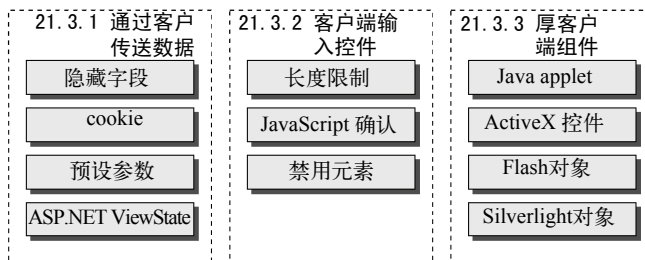 21.3.1 通过客户
传送数据
隐藏字段
cookie
预设参数
ASP.NET ViewState
21.3.2 客户端输
入控件
长度限制
JavaScript 确认
禁用元素
21.3.3 厚客户
端组件
Java applet
ActiveX 控件
Flash对象
Silverlight对象